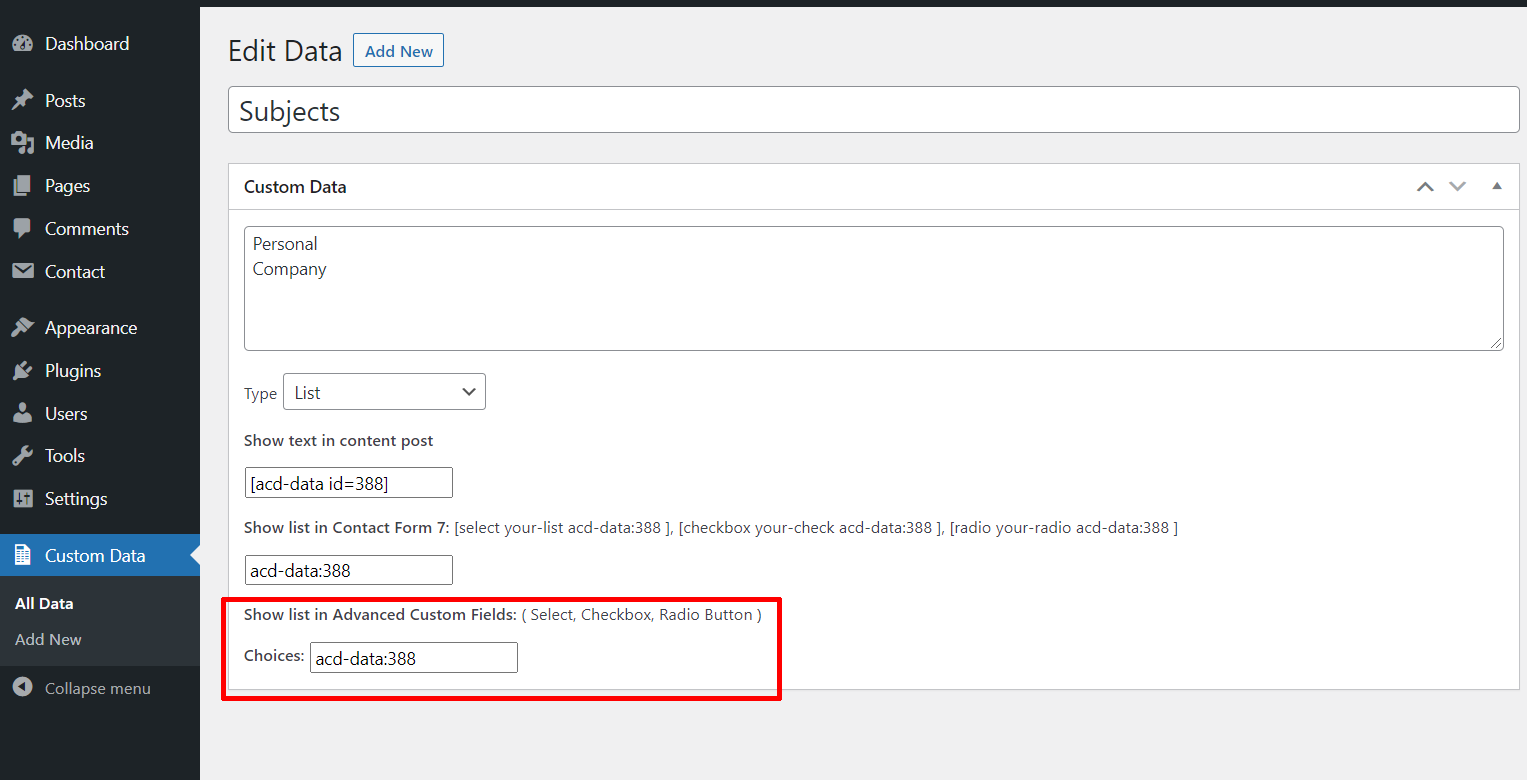 Dashboard
Posts
Media
Pages
Comments
Contact
Appearance
Plugins
Users
Tools
Settings
Custom Data
All Data
Add New
Collapse menu
Edit Data Add New
Subjects
Custom Data
Personal
Company
Type List
Show text in content post
[acd-data id=388]
Show list in Contact Form 7: [select your-list acd-data:388 ], [checkbox your-check acd-data:388 ], [radio your-radio acd-data:388 ]
acd-data:388
Show list in Advanced Custom Fields: ( Select, Checkbox, Radio Button )
Choices: acd-data:388